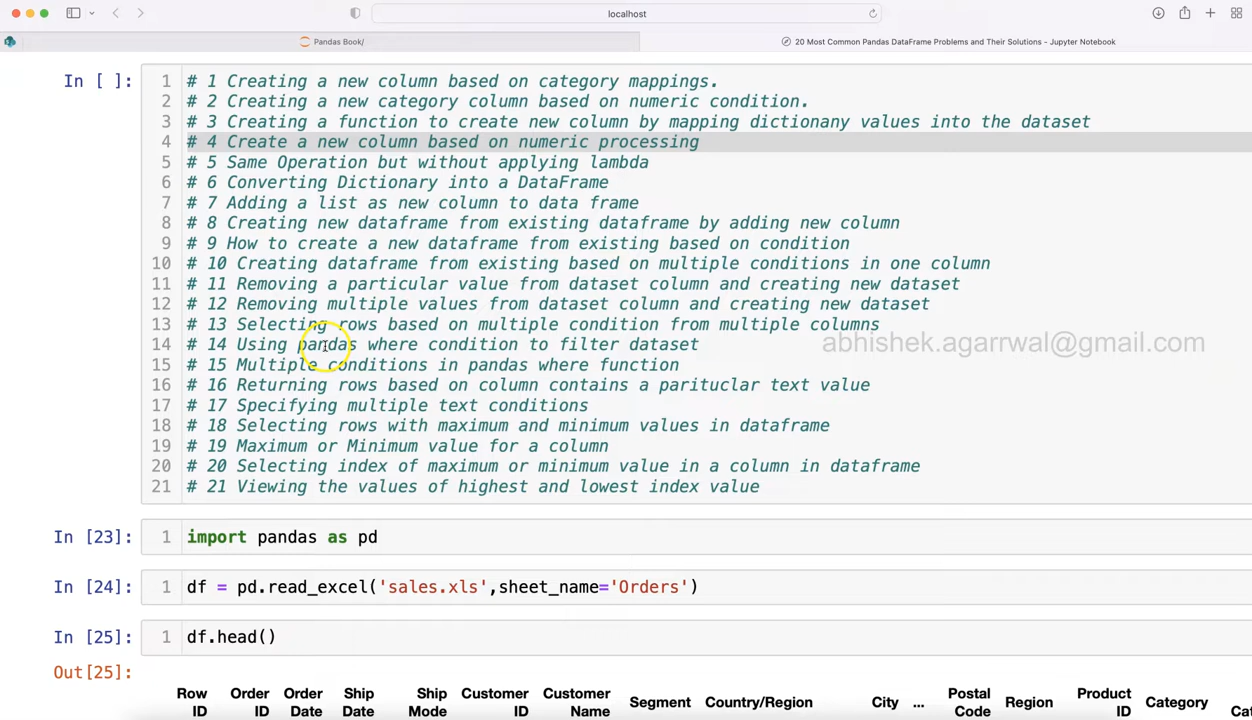 localhost
Pandas Book/
20 Most Common Pandas DataFrame Problems and Their Solutions - Jupyter Notebook
In [ ]:
1 # 1 Creating a new column based on category mappings.
2 # 2 Creating a new category column based on numeric condition.
3 # 3 Creating a function to create new column by mapping dictionany values into the dataset
4 # 4 Create a new column based on numeric processing
5 # 5 Same Operation but without applying lambda
6 # 6 Converting Dictionary into a DataFrame
7 # 7 Adding a list as new column to data frame
8 # 8 Creating new dataframe from existing dataframe by adding new column
9 # 9 How to create a new dataframe from existing based on condition
10 # 10 Creating dataframe from existing based on multiple conditions in one column
11 # 11 Removing a particular value from dataset column and creating new dataset
12 # 12 Removing multiple values from dataset column and creating new dataset
13 # 13 Selecting rows based on multiple condition from multiple columns
14 # 14 Using pandas where condition to filter dataset
abhishek.agarrwal@gmail.com
15 # 15 Multiple conditions in pandas where function
16 # 16 Returning rows based on column contains a parituclar text value
17 # 17 Specifying multiple text conditions
18 # 18 Selecting rows with maximum and minimum values in dataframe
19 # 19 Maximum or Minimum value for a column
20 # 20 Selecting index of maximum or minimum value in a column in dataframe
21 # 21 Viewing the values of highest and lowest index value
In [23]: 1 import pandas as pd
In [24]: 1 df = pd.read_excel('sales.xls',sheet_name='Orders')
In [25]: 1 df.head()
Out[25]:
Row Order Order Ship Ship Customer Customer Segment Country/Region City ... Postal Region Product Category
ID ID Date Date Mode ID Name Code ID